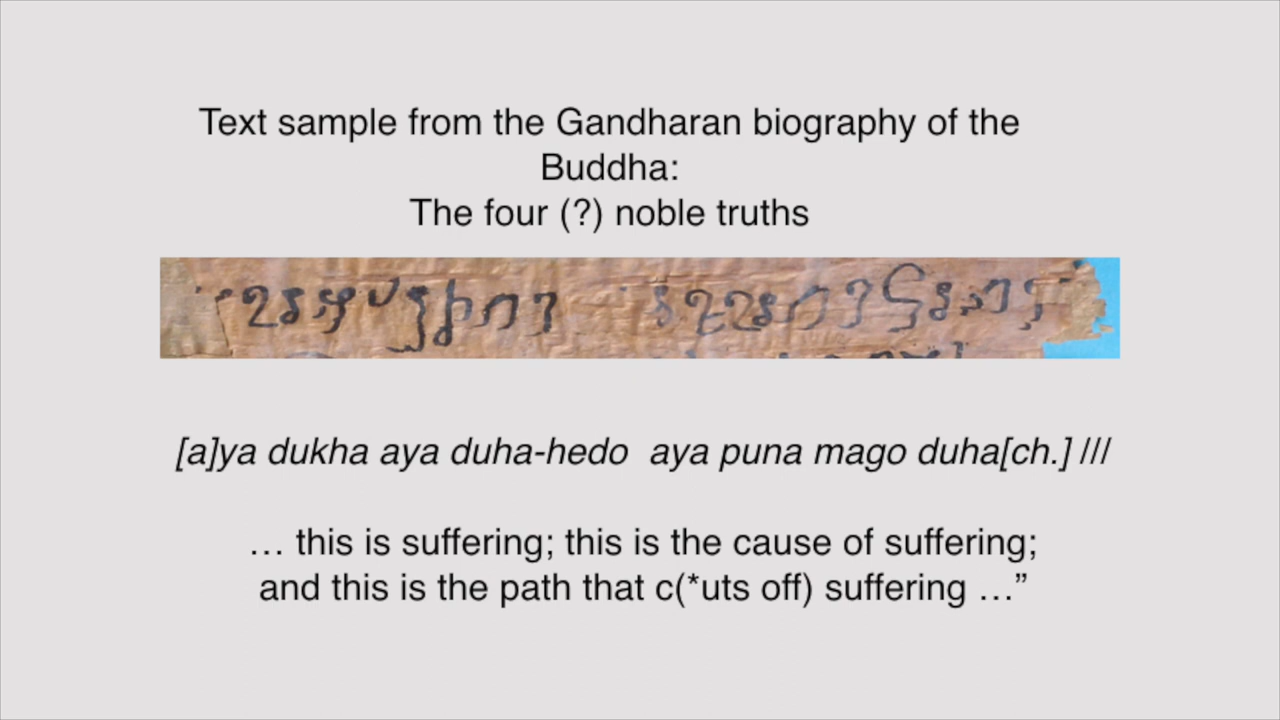 Text sample from the Gandharan biography of the
Buddha:
The four (?) noble truths
[a]ya dukha aya duha-hedo aya puna mago duha[ch.] ///
… this is suffering; this is the cause of suffering;
and this is the path that c(*uts off) suffering …”